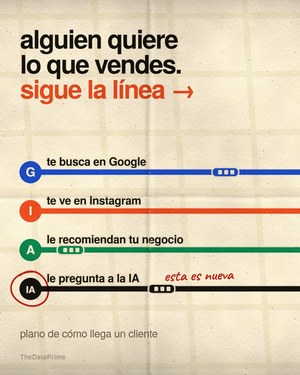 alguien quiere
lo que vendes.
sigue la línea →
te busca en Google
G
te ve en Instagram
I
le recomiendan tu negocio
A
le pregunta a la IA
esta es nueva
IA
plano de cómo llega un cliente
TheDataPrime